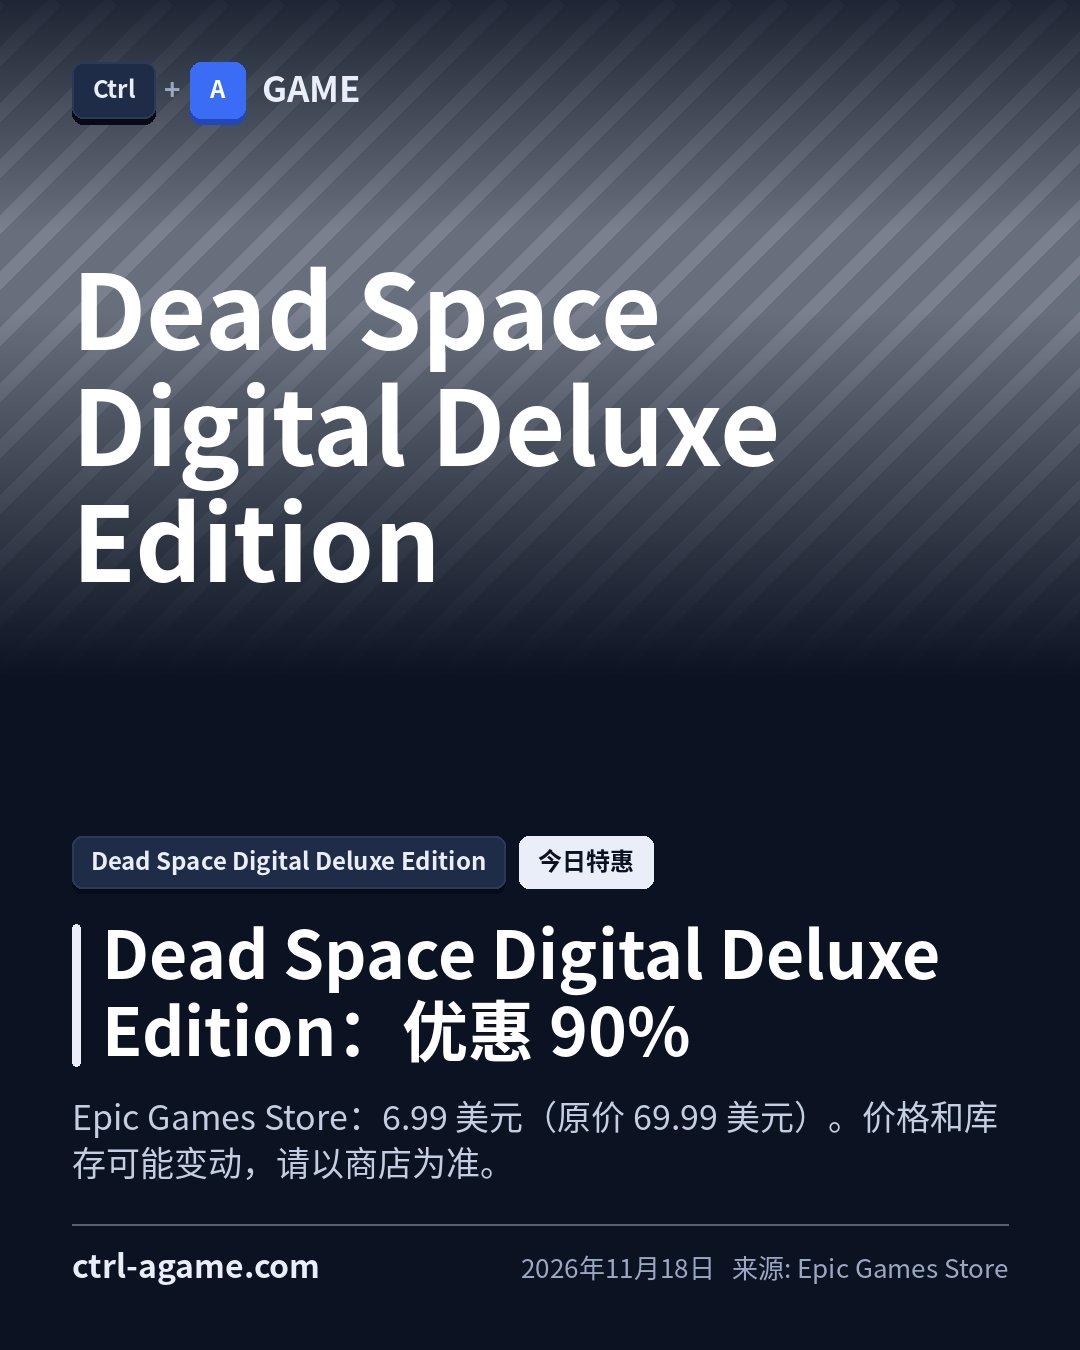 Ctrl + A GAME
Dead Space
Digital Deluxe
Edition
Dead Space Digital Deluxe Edition 今日特惠
Dead Space Digital Deluxe
Edition：优惠 90%
Epic Games Store：6.99 美元（原价 69.99 美元）。价格和库
存可能变动，请以商店为准。
ctrl-agame.com 2026年11月18日 来源: Epic Games Store